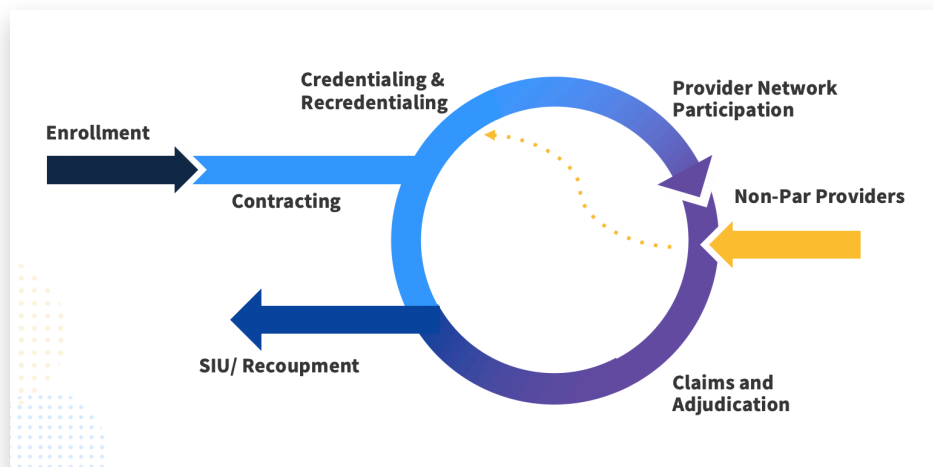 Credentialing &
Recredentialing
Provider Network
Participation
Enrollment
Contracting
Non-Par Providers
SIU/ Recoupment
Claims and
Adjudication